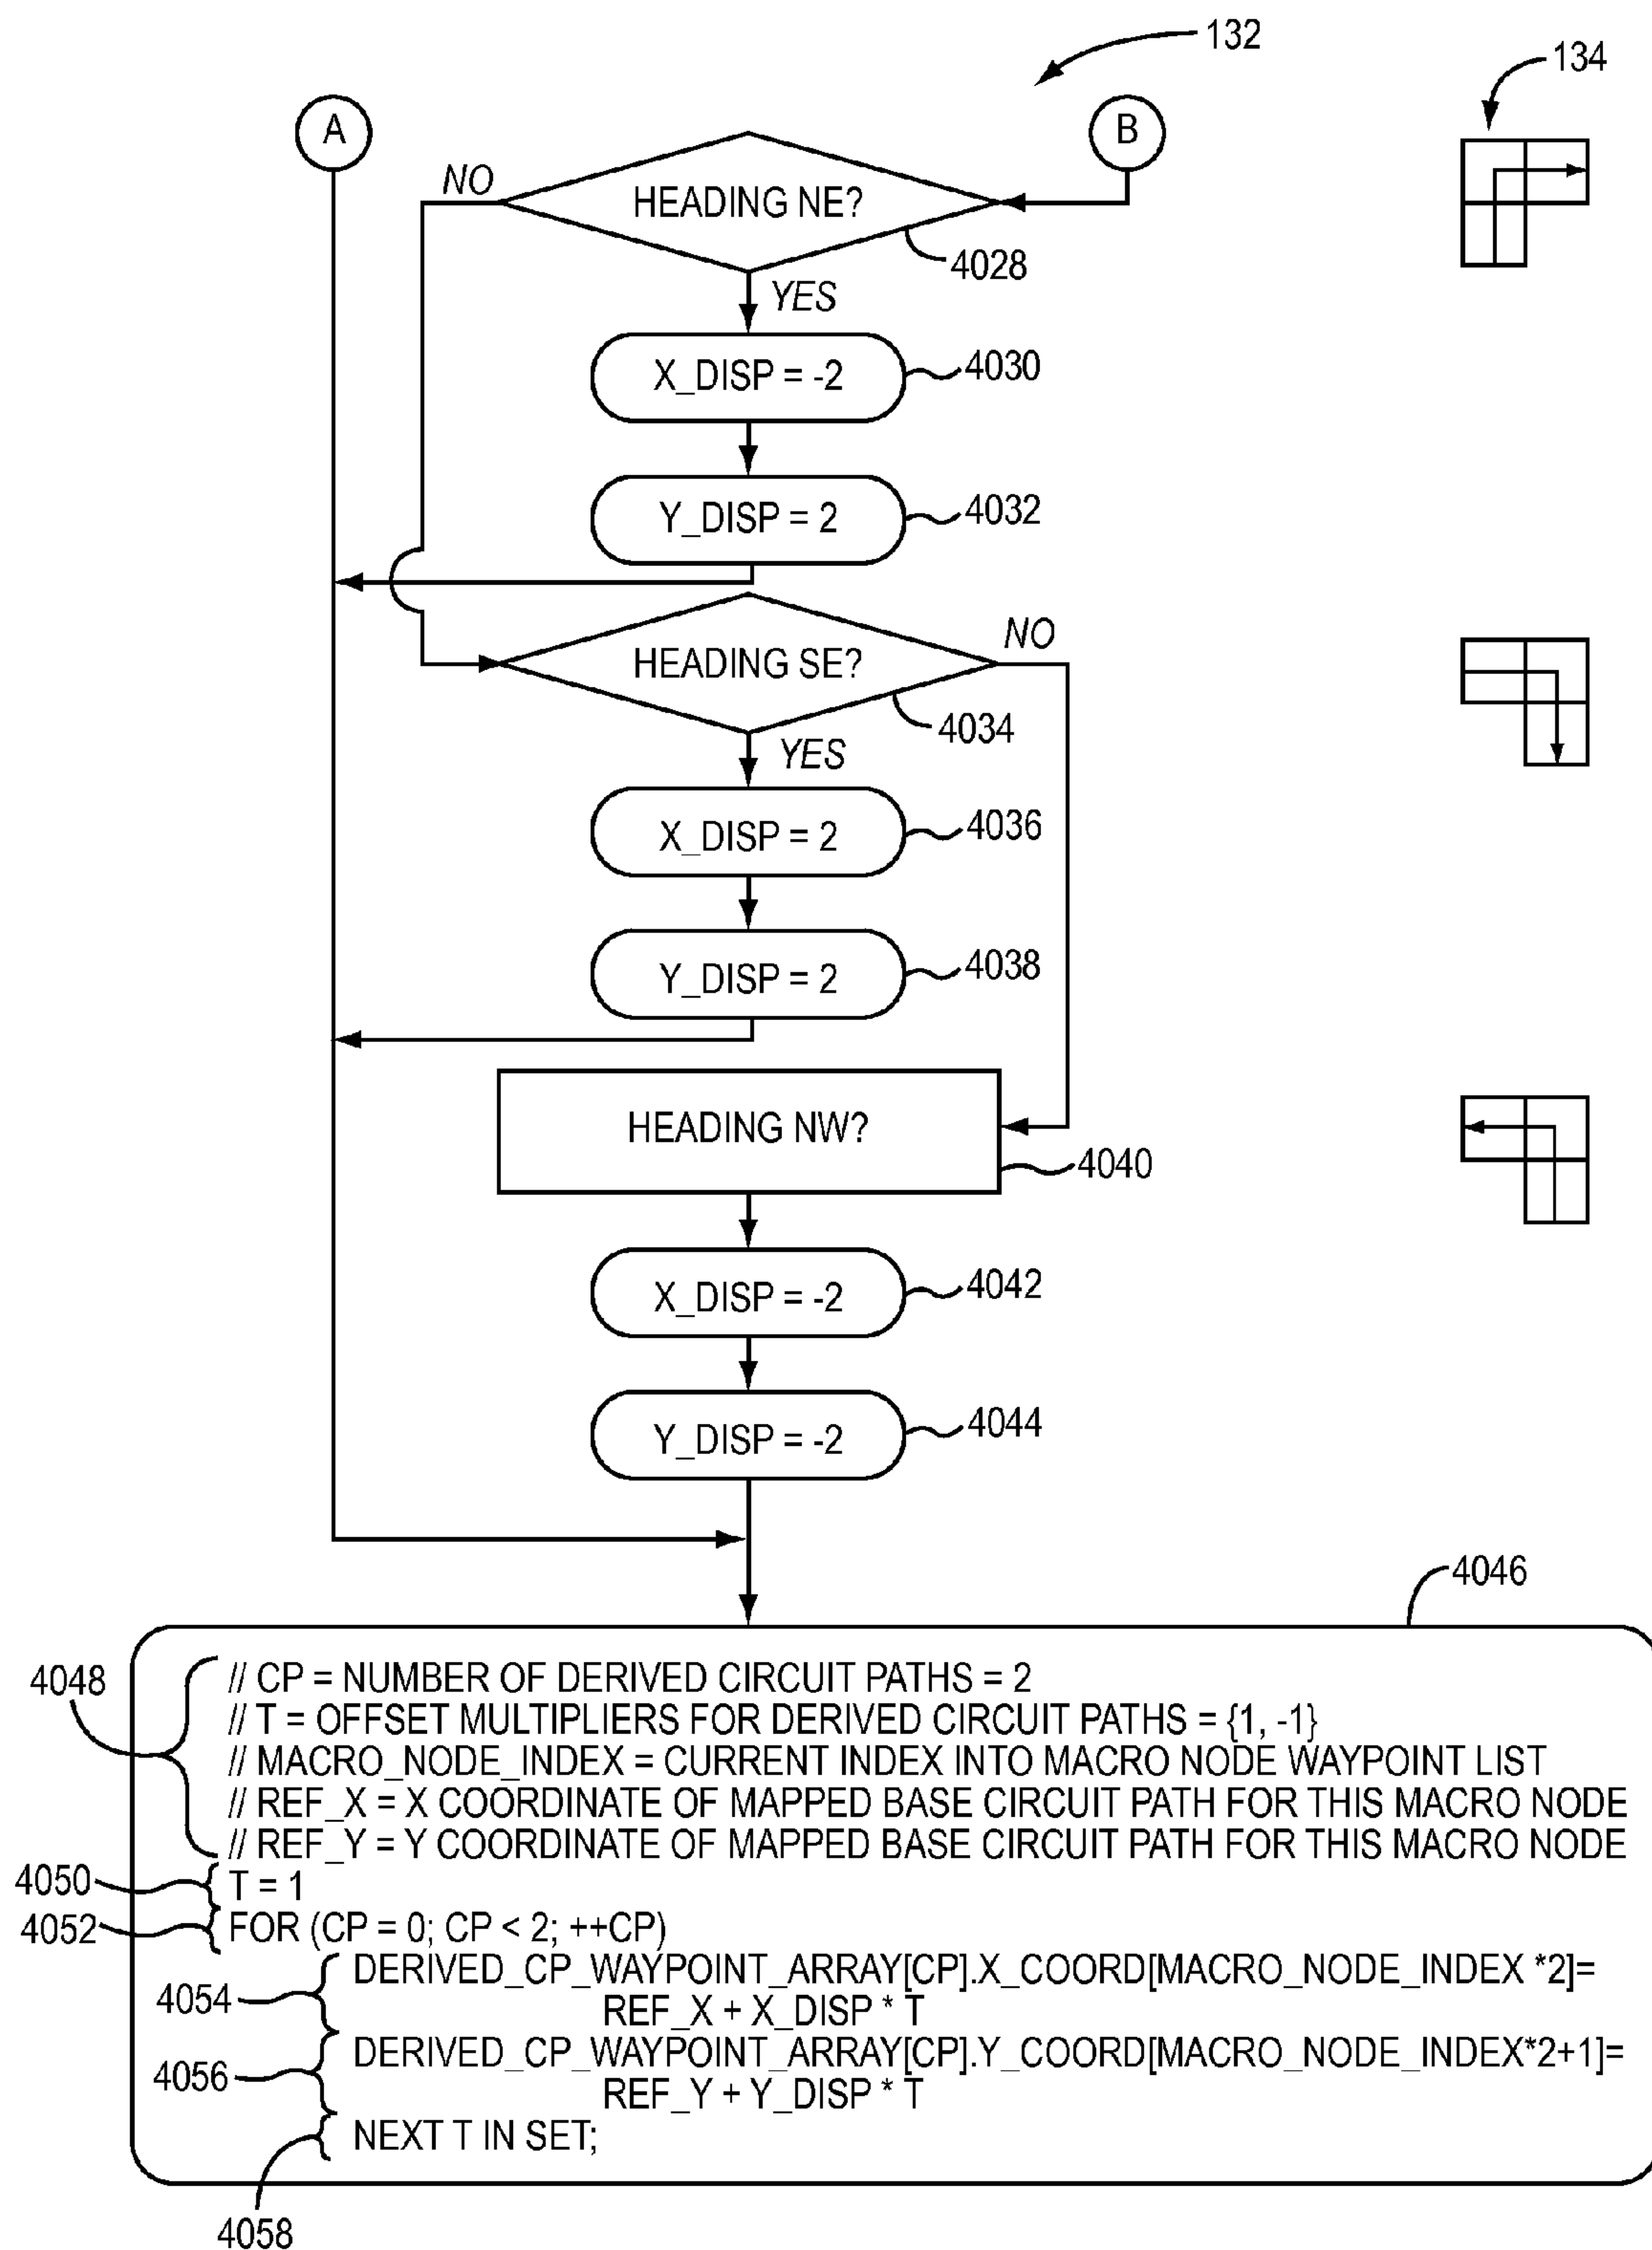 132
134
A
B
NO
HEADING NE?
4028
YES
X_DISP = -2
4030
Y_DISP = 2
4032
NO
HEADING SE?
4034
YES
X_DISP = 2
4036
Y_DISP = 2
4038
HEADING NW?
4040
X_DISP = -2
4042
Y_DISP = -2
4044
4046
4048
// CP = NUMBER OF DERIVED CIRCUIT PATHS = 2
// T = OFFSET MULTIPLIERS FOR DERIVED CIRCUIT PATHS = {1, -1}
// MACRO_NODE_INDEX = CURRENT INDEX INTO MACRO NODE WAYPOINT LIST
// REF_X = X COORDINATE OF MAPPED BASE CIRCUIT PATH FOR THIS MACRO NODE
// REF_Y = Y COORDINATE OF MAPPED BASE CIRCUIT PATH FOR THIS MACRO NODE
4050
T = 1
4052
FOR (CP = 0; CP < 2; ++CP)
4054
DERIVED_CP_WAYPOINT_ARRAY[CP].X_COORD[MACRO_NODE_INDEX *2]=
REF_X + X_DISP * T
4056
DERIVED_CP_WAYPOINT_ARRAY[CP].Y_COORD[MACRO_NODE_INDEX*2+1]=
REF_Y + Y_DISP * T
NEXT T IN SET;
4058